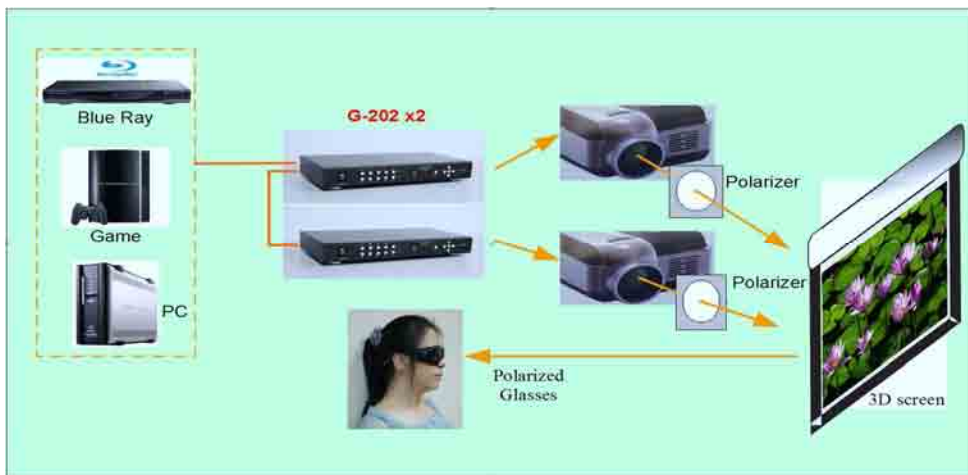 Blue Ray
Game
PC
G-202 x2
Polarizer
Polarizer
Polarized
Glasses
3D screen